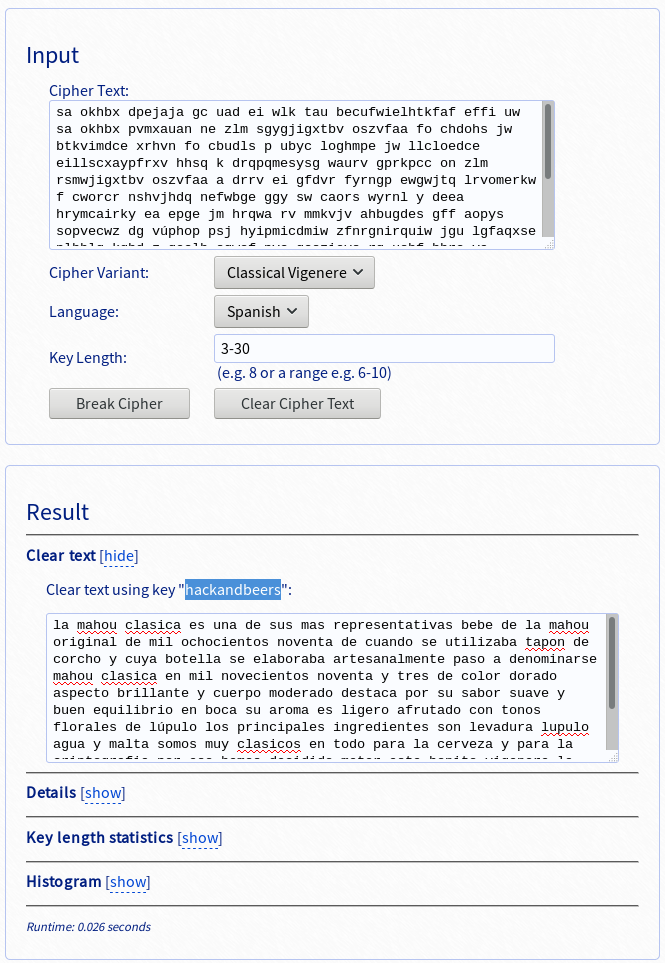 Input
Cipher Text:
sa okhbx dpejaja gc uad ei wlk tau becufwielhtkfaf effi uw
sa okhbx pvmxauan ne zlm sgygjigxtbv oszvfaa fo chdohs jw
btkvimdce xrhvn fo cbudls p ubyc loghmpe jw llcloedce
eillscxaypfrxv hhsq k drqpqmesysg waurv gprkpcc on zlm
rsmwjigxtbv oszvfaa a drrv ei gfdvr fyrngp ewgwjtq lrvomerkw
f cworcr nshvjhdq nefwbge ggy sw caors wyrnl y deea
hrymcairky ea epge jm hrqwa rv mmkvjv ahbugdes gff aopys
sopvecwz dg vúphop psj hyipmicdmiw zfnrgnirquiw jgu lgfaqxse
Cipher Variant:
Classical Vigenere
Language:
Spanish
Key Length:
3-30
(e.g. 8 or a range e.g. 6-10)
Break Cipher
Clear Cipher Text
Result
Clear text [hide]
Clear text using key "hackandbeers":
la mahou clasica es una de sus mas representativas bebe de la mahou
original de mil ochocientos noventa de cuando se utilizaba tapon de
corcho y cuya botella se elaboraba artesanalmente paso a denominarse
mahou clasica en mil novecientos noventa y tres de color dorado
aspecto brillante y cuerpo moderado destaca por su sabor suave y
buen equilibrio en boca su aroma es ligero afrutado con tonos
florales de lúpulo los principales ingredientes son levadura lupulo
agua y malta somos muy clasicos en todo para la cerveza y para la
Details [show]
Key length statistics [show]
Histogram [show]
Runtime: 0.026 seconds